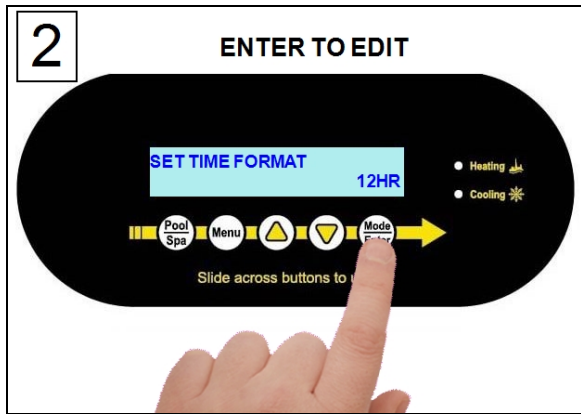 2
ENTER TO EDIT
SET TIME FORMAT
12HR
Heating
Cooling
Pool
Spa
Menu
Mode
Slide across buttons to